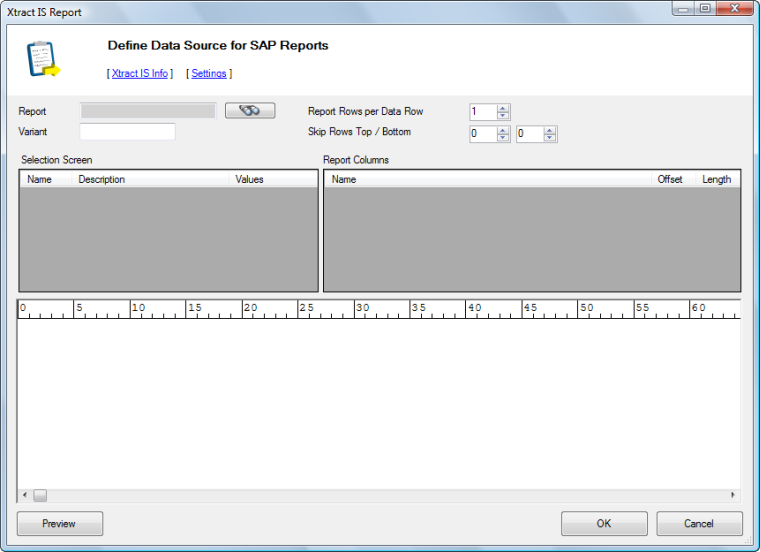 Xtract IS Report
Define Data Source for SAP Reports
[ Xtract IS Info ] [ Settings ]
Report
Report Rows per Data Row 1
Variant
Skip Rows Top / Bottom 0 0
Selection Screen
Report Columns
Name Description Values
Name Offset Length
0 5 10 15 20 25 30 35 40 45 50 55 60
Preview OK Cancel